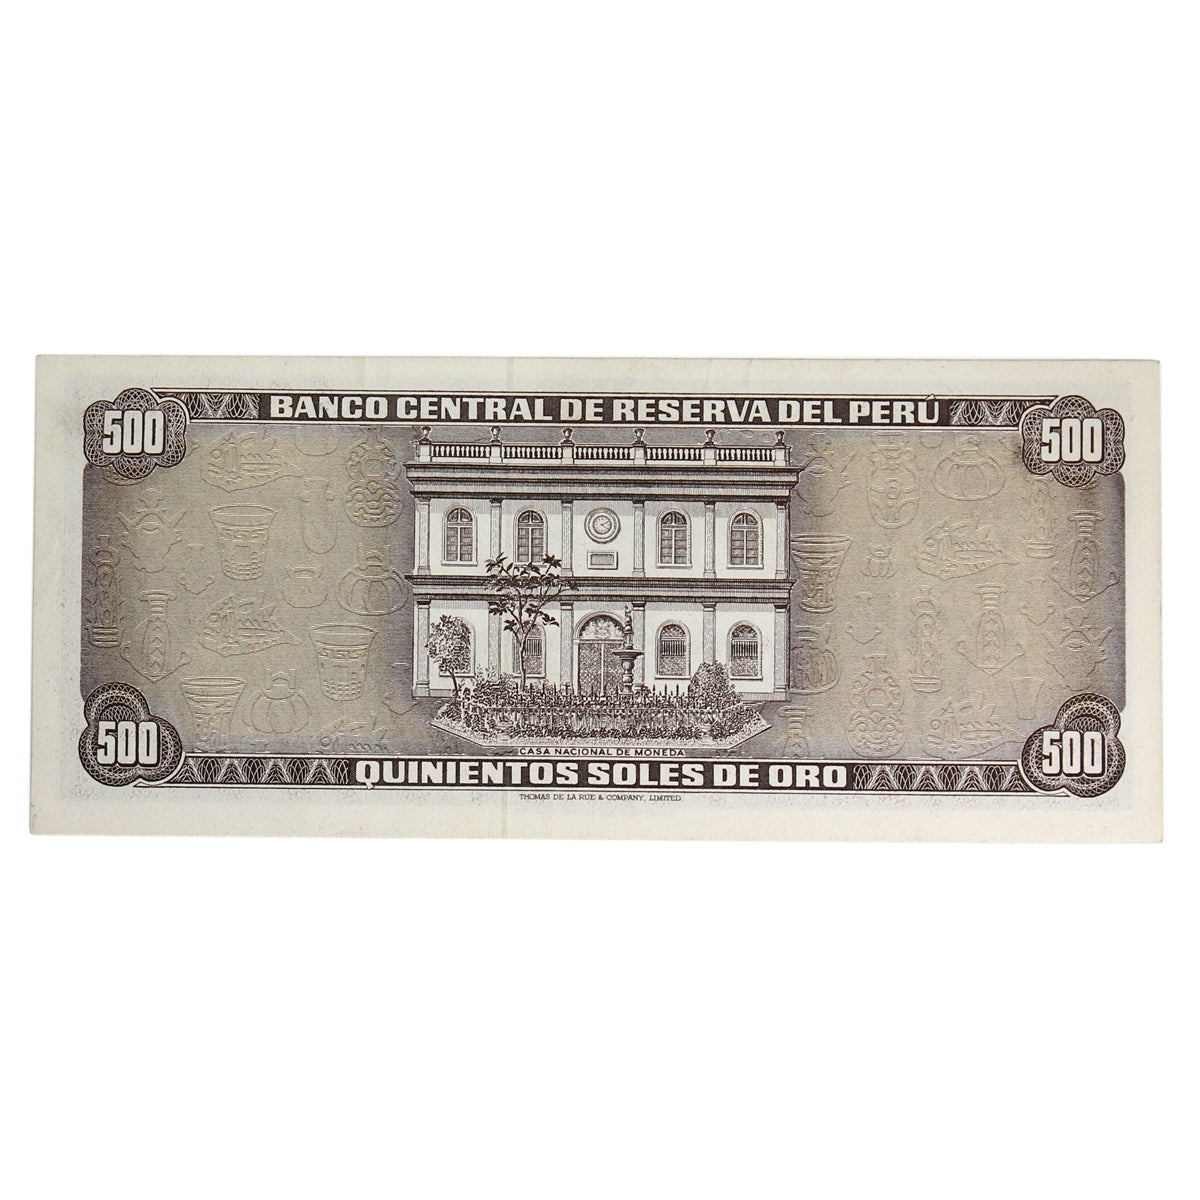 BANCO CENTRAL DE RESERVA DEL PERÚ
500 500
CASA NACIONAL DE MONEDA
500 500
QUINIENTOS SOLES DE ORO
THOMAS DE LA RUE & COMPANY, LIMITED.